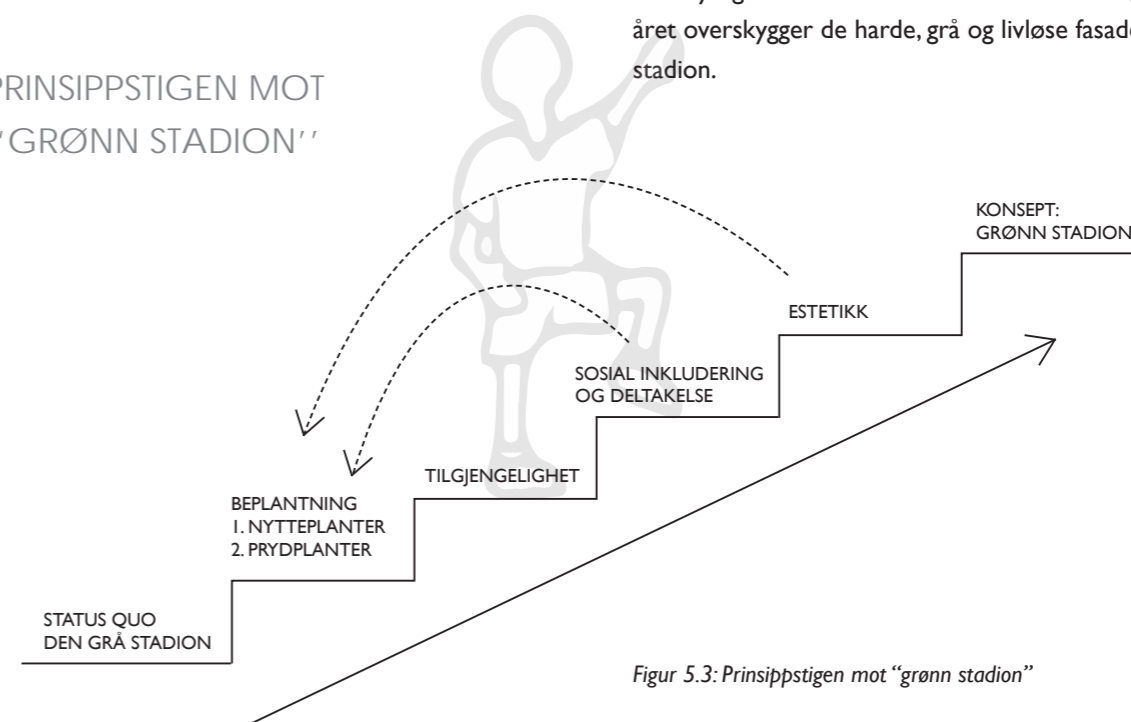 året overskygger de harde, grå og livløse
stadion.
PRINSIPPSTIGEN MOT
"GRØNN STADION''
KONSEPT:
GRØNN STADION
ESTETIKK
SOSIAL INKLUDERING
OG DELTAKELSE
TILGJENGELIGHET
BEPLANTNING
1. NYTTEPLANTER
2. PRYDPLANTER
STATUS QUO
DEN GRÅ STADION
Figur 5.3: Prinsippstigen mot “grønn stadion”